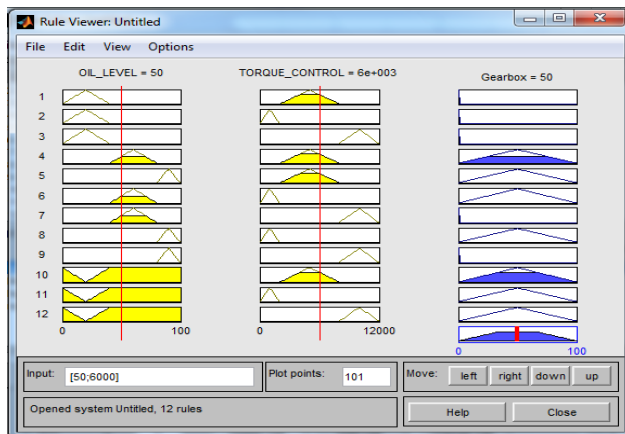 Rule Viewer: Untitled
File Edit View Options
OIL_LEVEL = 50 TORQUE_CONTROL = 6e+003 Gearbox = 50
1
2
3
4
5
6
7
8
9
10
11
12
0 100 0 12000
0 100
Input: [50;6000] Plot points: 101 Move: left right down up
Opened system Untitled, 12 rules Help Close